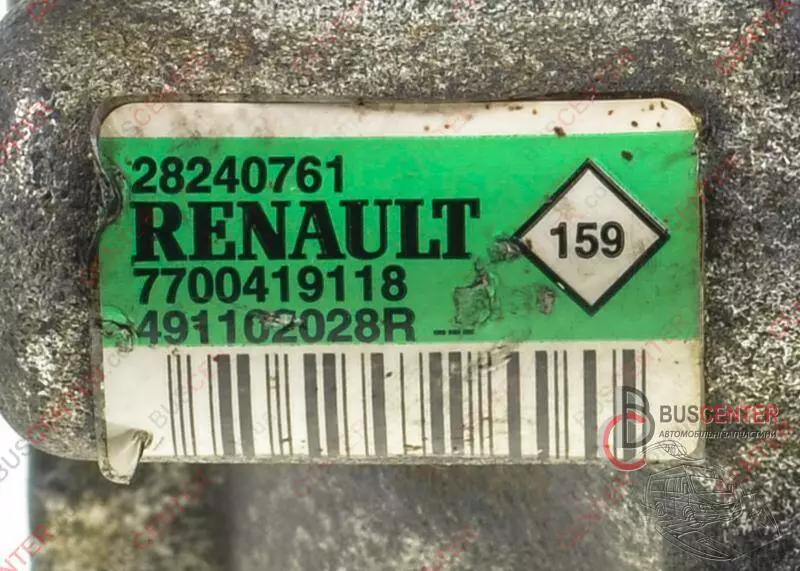 28240761
RENAULT
159
7700419118
491102028R
BUSCENTER
АВТОМОБІЛЬНІ ЗАПЧАСТИНИ